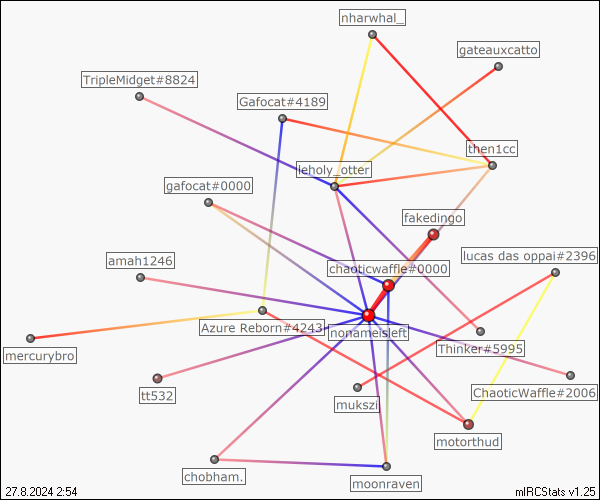 nharwhal_
gateauxcatto
TripleMidget#8824
Gafocat#4189
then1cc
leholy_otter
gafocat#0000
fakedingo
lucas das oppai#2396
amah1246
chaoticwaffle#0000
Azure Reborn#4243
nonameisleft
Thinker#5995
mercurybro
tt532
ChaoticWaffle#2006
mukszi
motorthud
chobham.
moonraven
27.8.2024 2:54
mIRCStats v1.25